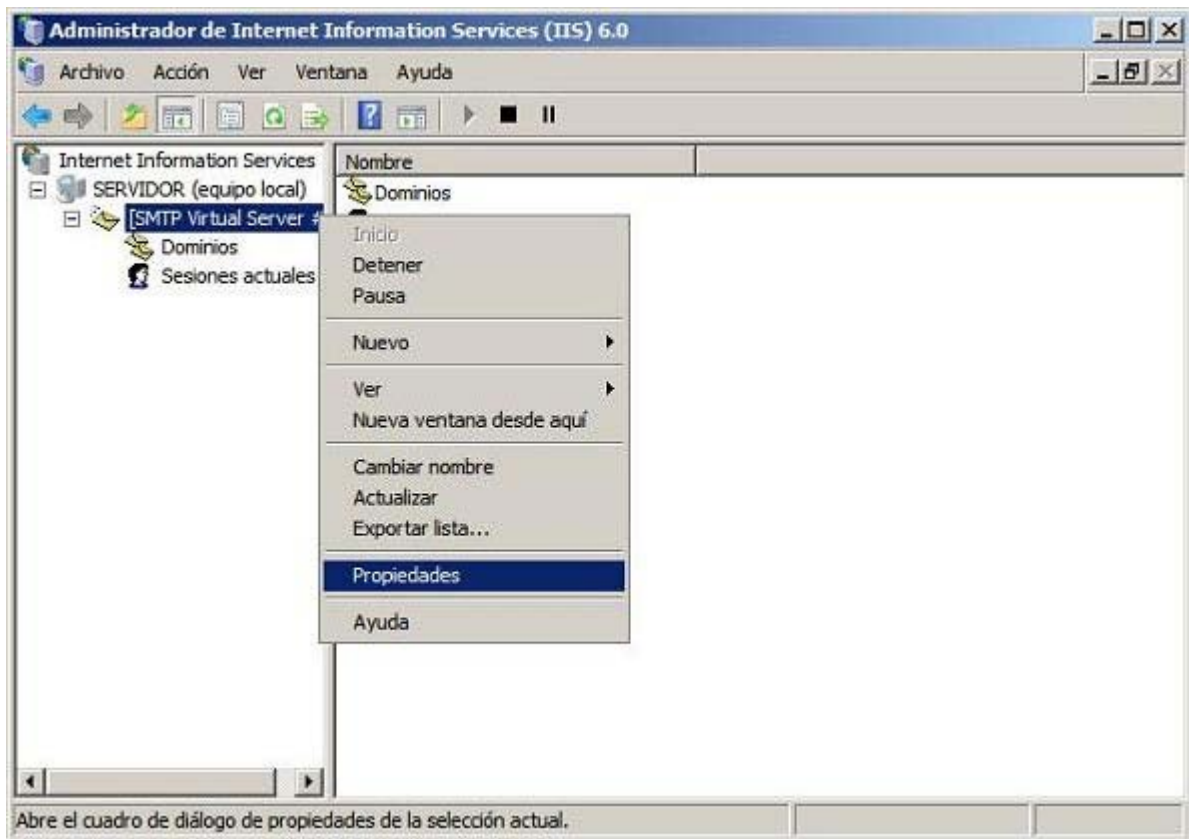 Administrador de Internet Information Services (IIS) 6.0
Archivo Acción Ver Ventana Ayuda
Internet Information Services
SERVIDOR (equipo local)
[SMTP Virtual Server #
Dominios
Sesiones actuales
Nombre
Dominios
Inicio
Detener
Pausa
Nuevo
Ver
Nueva ventana desde aquí
Cambiar nombre
Actualizar
Exportar lista...
Propiedades
Ayuda
Abre el cuadro de diálogo de propiedades de la selección actual.